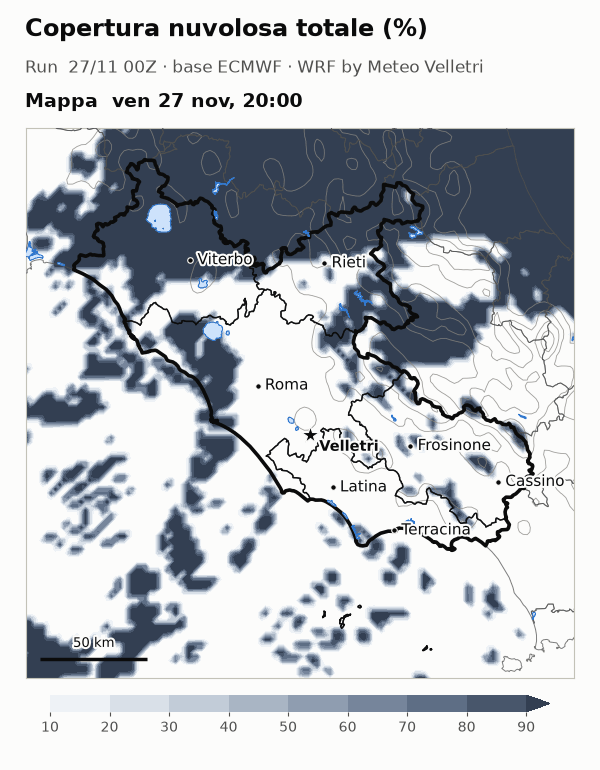 Copertura nuvolosa totale (%)
Run  27/11 00Z · base ECMWF · WRF by Meteo Velletri
Mappa  ven 27 nov, 20:00
Viterbo
Rieti
Roma
Velletri
Frosinone
Cassino
Latina
Terracina
50 km
10 20 30 40 50 60 70 80 90